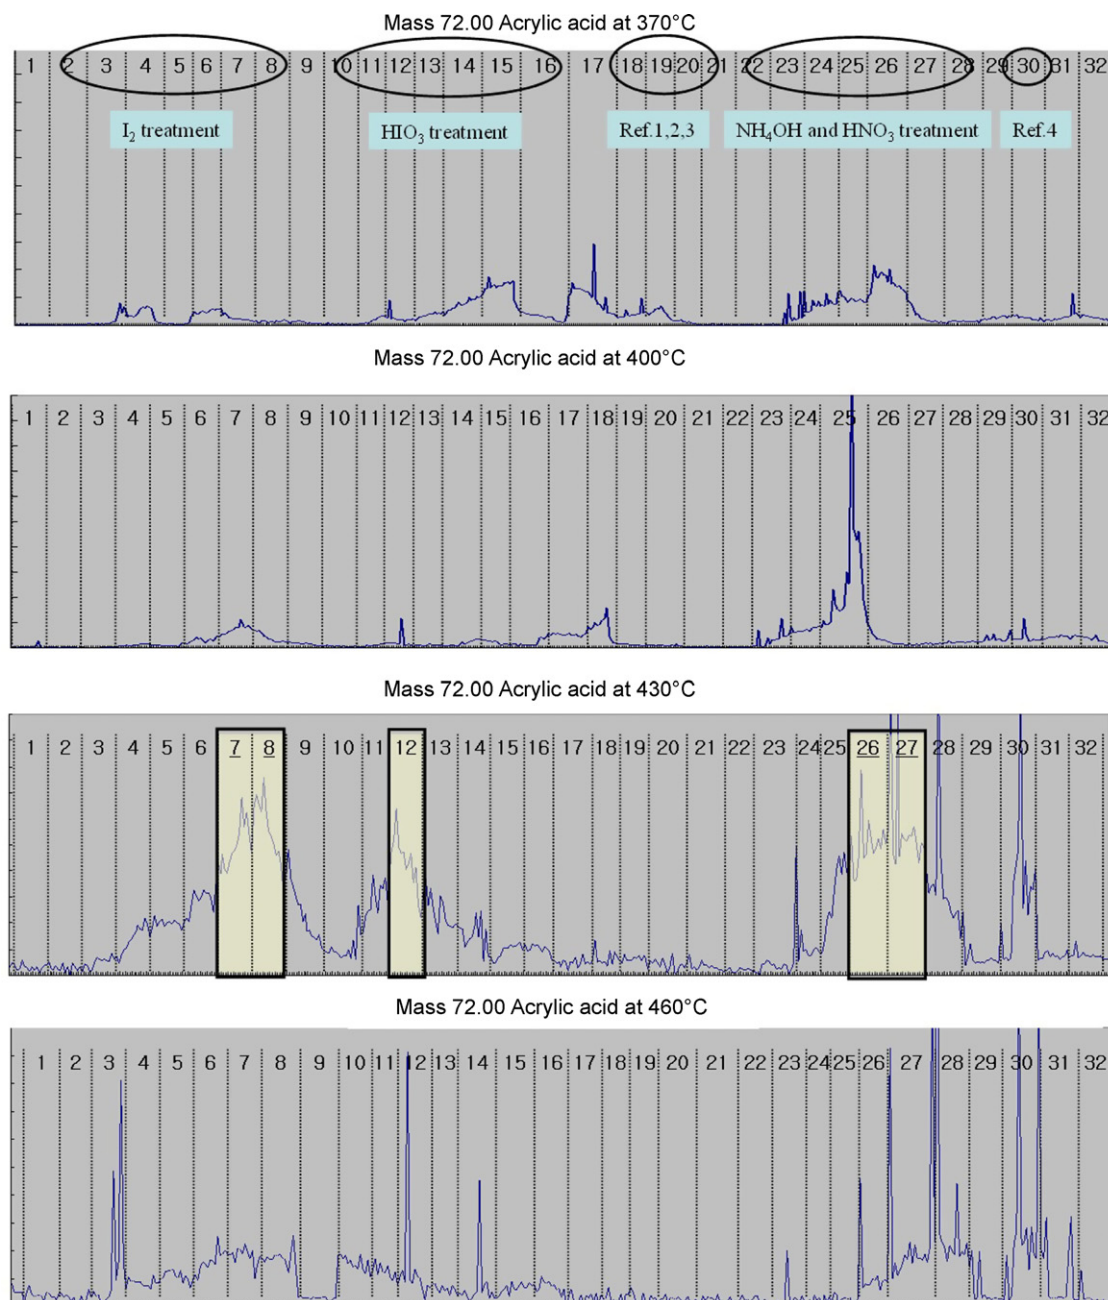 Mass 72.00 Acrylic acid at 370°C
1 2 3 4 5 6 7 8 9 10 11 12 13 14 15 16 17 18 19 20 21 22 23 24 25 26 27 28 29 30 31 32
I₂ treatment HIO₃ treatment Ref.1,2,3 NH₄OH and HNO₃ treatment Ref.4
Mass 72.00 Acrylic acid at 400°C
1 2 3 4 5 6 7 8 9 10 11 12 13 14 15 16 17 18 19 20 21 22 23 24 25 26 27 28 29 30 31 32
Mass 72.00 Acrylic acid at 430°C
1 2 3 4 5 6 7 8 9 10 11 12 13 14 15 16 17 18 19 20 21 22 23 24 25 26 27 28 29 30 31 32
Mass 72.00 Acrylic acid at 460°C
1 2 3 4 5 6 7 8 9 10 11 12 13 14 15 16 17 18 19 20 21 22 23 24 25 26 27 28 29 30 31 32